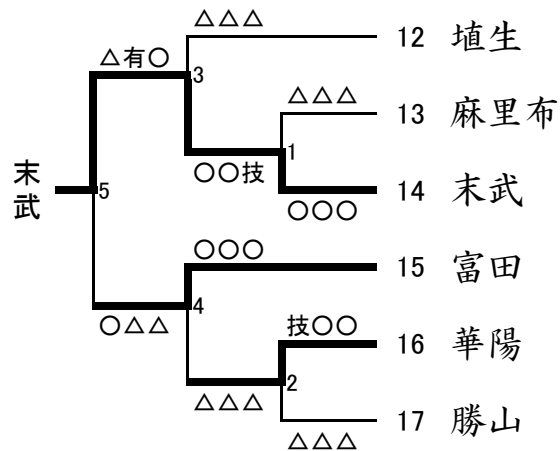 △△△
12 埴生
△有○
3
△△△
13 麻里布
1
○○技
末武
5
14 末武
○○○
○○○
15 富田
4
○△△
技○○
16 華陽
2
△△△
17 勝山
△△△